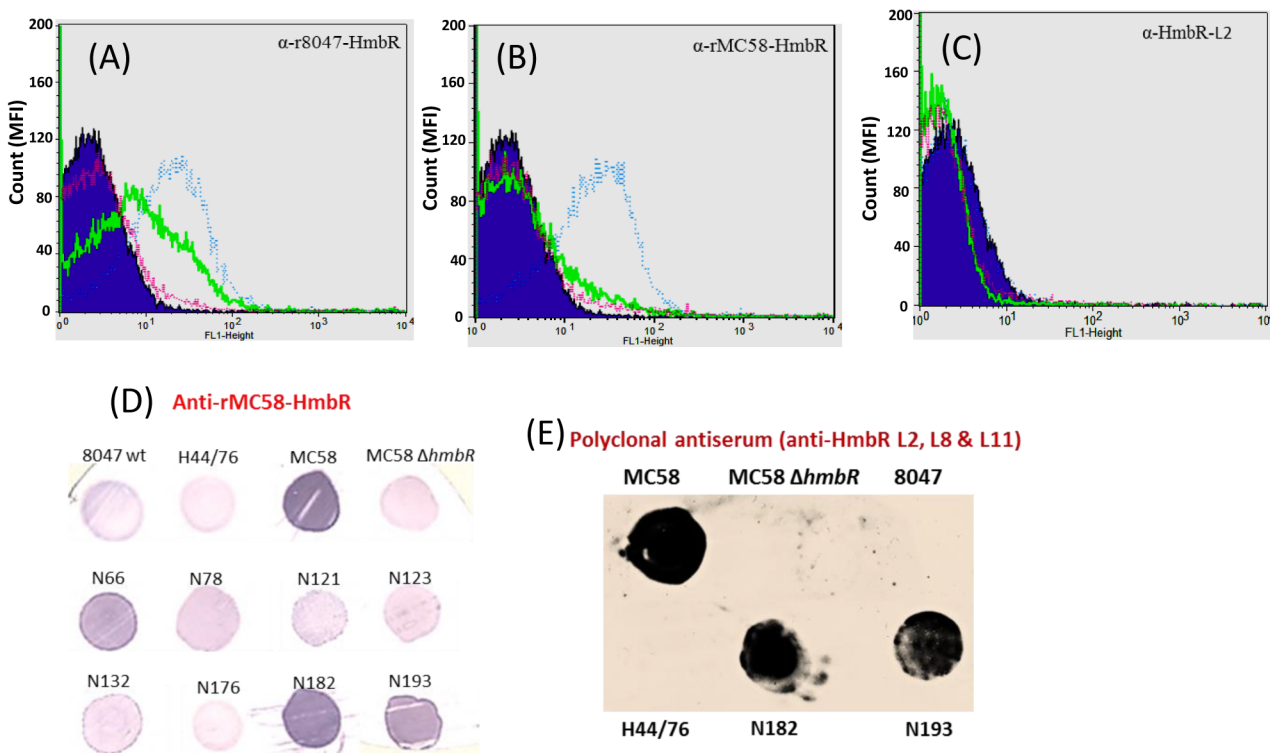 (A)
α-r8047-HmbR
Count (MFI)
200
160
120
80
40
0
10^0 10^1 10^2 10^3 10^4
FL1-Height
(B)
α-rMC58-HmbR
Count (MFI)
200
160
120
80
40
0
10^0 10^1 10^2 10^3 10^4
FL1-Height
(C)
α-HmbR-L2
Count (MFI)
200
160
120
80
40
0
10^0 10^1 10^3 10^4
FL1-Height
(D) Anti-rMC58-HmbR
8047 wt H44/76 MC58 MC58 ΔhmbR
N66 N78 N121 N123
N132 N176 N182 N193
(E) Polyclonal antiserum (anti-HmbR L2, L8 & L11)
MC58 MC58 ΔhmbR 8047
H44/76 N182 N193